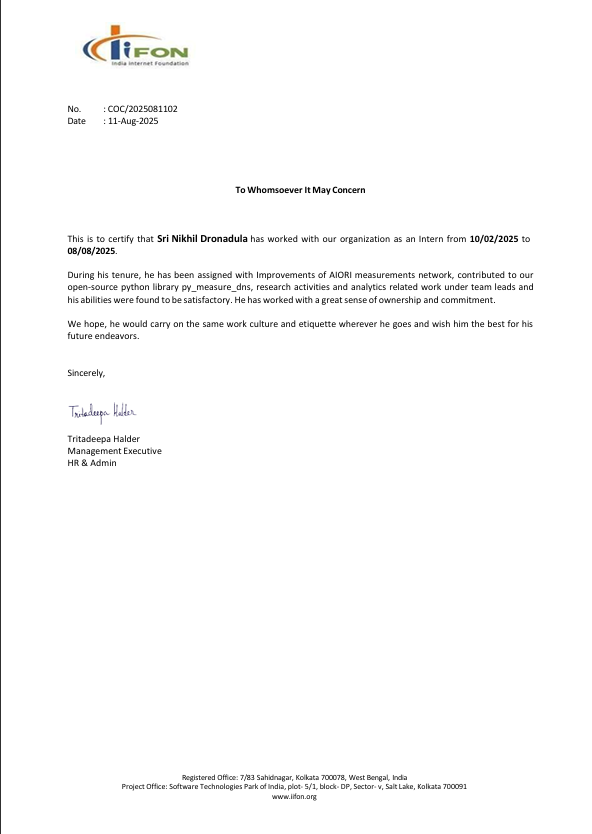 IIFON
India Internet Foundation
No. : COC/2025081102
Date : 11-Aug-2025
To Whomsoever It May Concern
This is to certify that Sri Nikhil Dronadula has worked with our organization as an Intern from 10/02/2025 to
08/08/2025.
During his tenure, he has been assigned with Improvements of AIORI measurements network, contributed to our
open-source python library py_measure_dns, research activities and analytics related work under team leads and
his abilities were found to be satisfactory. He has worked with a great sense of ownership and commitment.
We hope, he would carry on the same work culture and etiquette wherever he goes and wish him the best for his
future endeavors.
Sincerely,
Tritadeepa Halder
Tritadeepa Halder
Management Executive
HR & Admin
Registered Office: 7/83 Sahidnagar, Kolkata 700078, West Bengal, India
Project Office: Software Technologies Park of India, plot- 5/1, block- DP, Sector- v, Salt Lake, Kolkata 700091
www.iifon.org